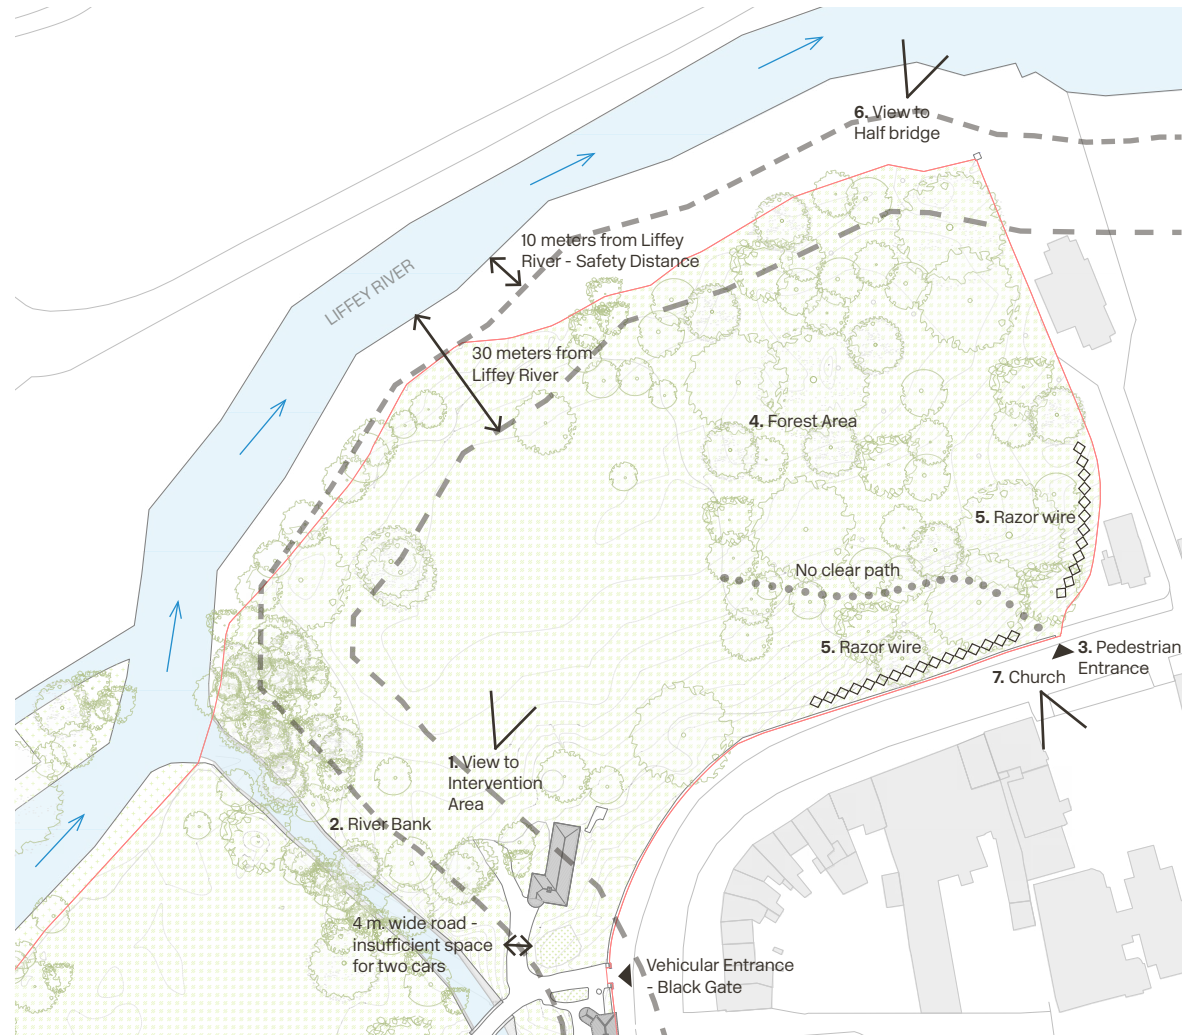 6. View to
Half bridge
10 meters from Liffey
River - Safety Distance
LIFFEY RIVER
30 meters from
Liffey River
4. Forest Area
5. Razor wire
No clear path
5. Razor wire
3. Pedestrian
Entrance
7. Church
1. View to
Intervention
Area
2. River Bank
4 m. wide road -
insufficient space
for two cars
Vehicular Entrance
- Black Gate